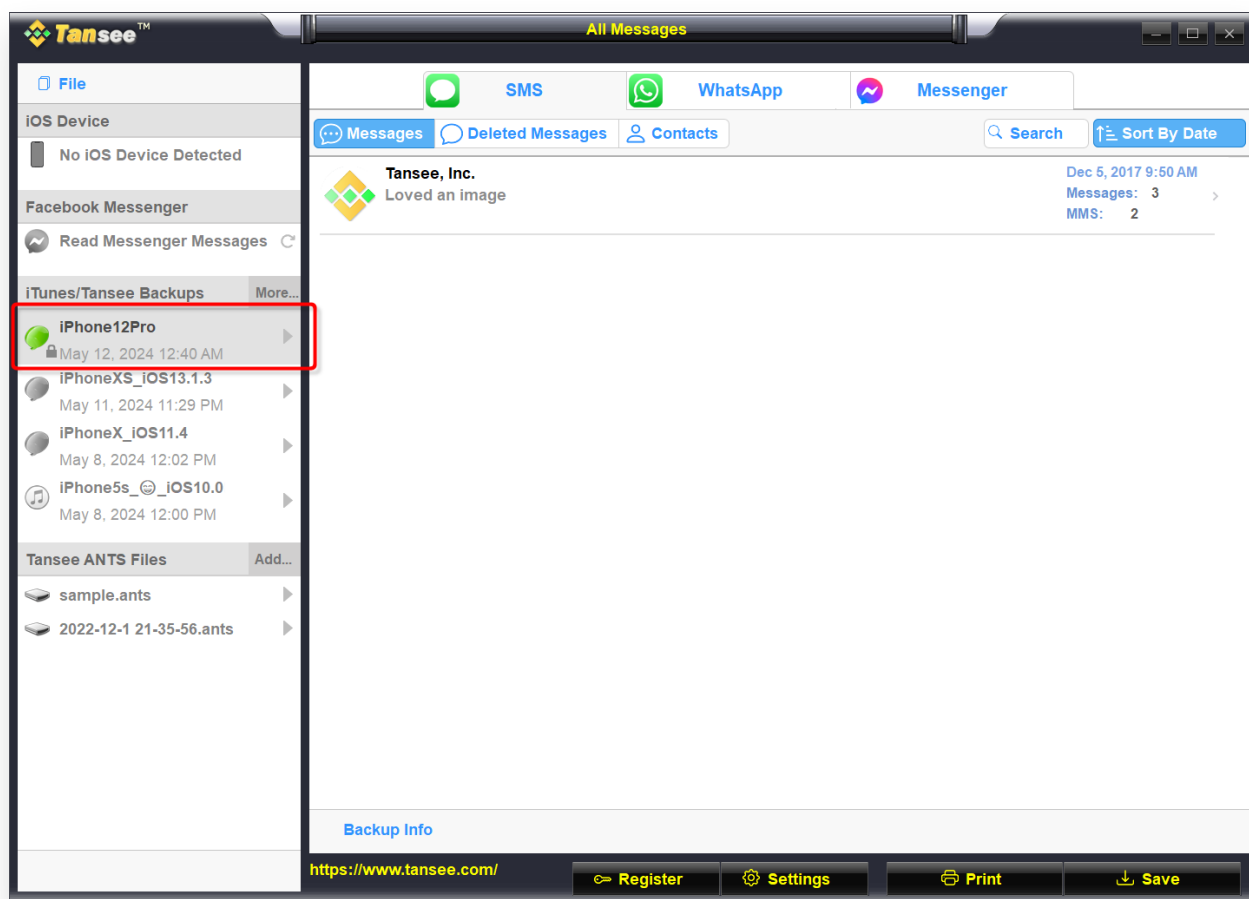 Tansee™
All Messages
File
iOS Device
No iOS Device Detected
Facebook Messenger
Read Messenger Messages
iTunes/Tansee Backups More...
iPhone12Pro
May 12, 2024 12:40 AM
iPhoneXS_iOS13.1.3
May 11, 2024 11:29 PM
iPhoneX_iOS11.4
May 8, 2024 12:02 PM
iPhone5s_😄_iOS10.0
May 8, 2024 12:00 PM
Tansee ANTS Files Add...
sample.ants
2022-12-1 21-35-56.ants
SMS WhatsApp Messenger
Messages Deleted Messages Contacts Search Sort By Date
Tansee, Inc. Dec 5, 2017 9:50 AM
Loved an image Messages: 3
MMS: 2
Backup Info
https://www.tansee.com/ Register Settings Print Save